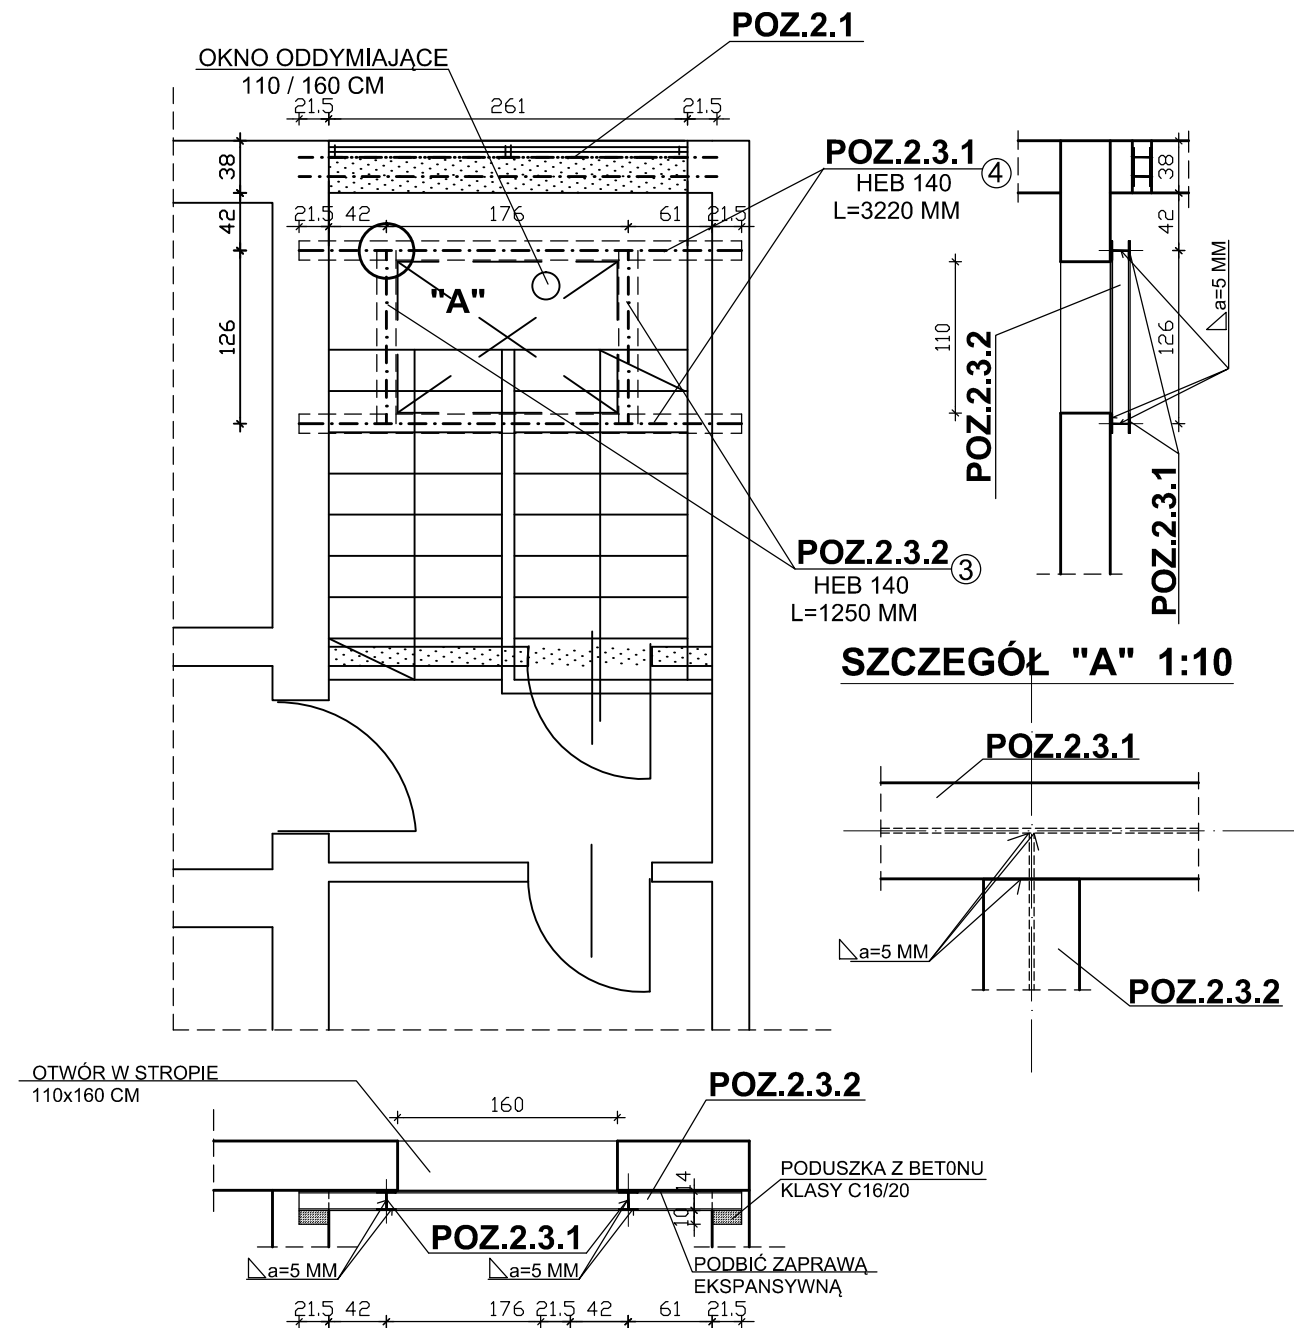 POZ.2.1
OKNO ODDYMIAJĄCE
110 / 160 CM
21.5 261 21.5
38
42
126
21.5 42 176 61 21.5
"A"
POZ.2.3.1 4
HEB 140
L=3220 MM
38
42
126
110
a=5 MM
POZ.2.3.2
POZ.2.3.1
POZ.2.3.2 3
HEB 140
L=1250 MM
SZCZEGÓŁ "A" 1:10
POZ.2.3.1
a=5 MM
POZ.2.3.2
OTWÓR W STROPIE
110x160 CM
160
POZ.2.3.2
14
10
PODUSZKA Z BET0NU
KLASY C16/20
POZ.2.3.1
a=5 MM
a=5 MM
PODBIĆ ZAPRAWĄ
EKSPANSYWNĄ
21.5 42 176 21.5 42 61 21.5